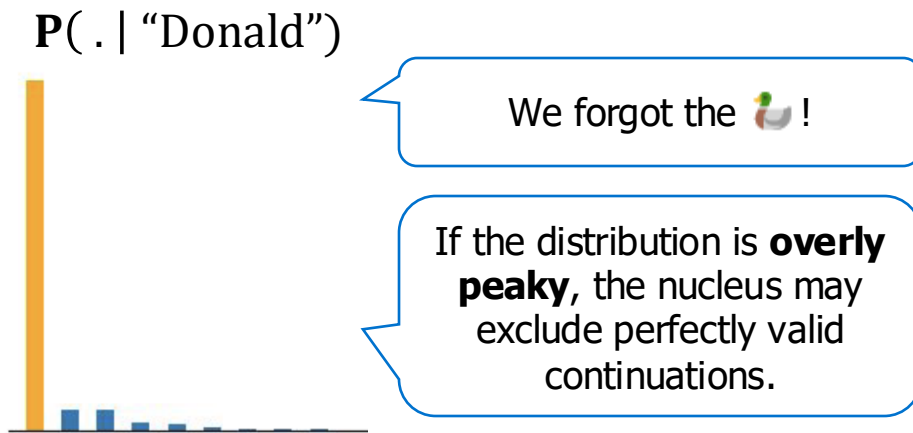 P( . | “Donald”)
We forgot the 🦆 !
If the distribution is overly
peaky, the nucleus may
exclude perfectly valid
continuations.